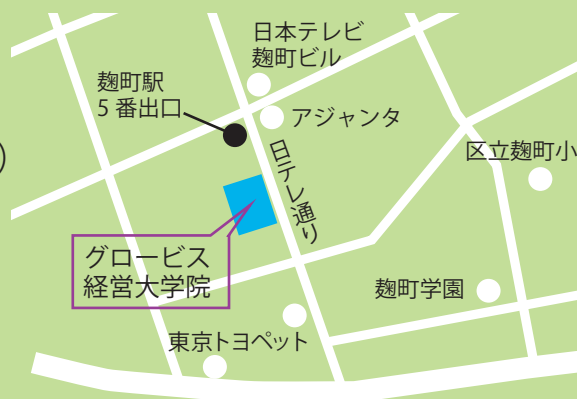 日本テレビ
麹町ビル
麹町駅
5番出口
アジャンタ
)
区立麹町小
日テレ通り
グロービス
経営大学院
麹町学園
東京トヨペット